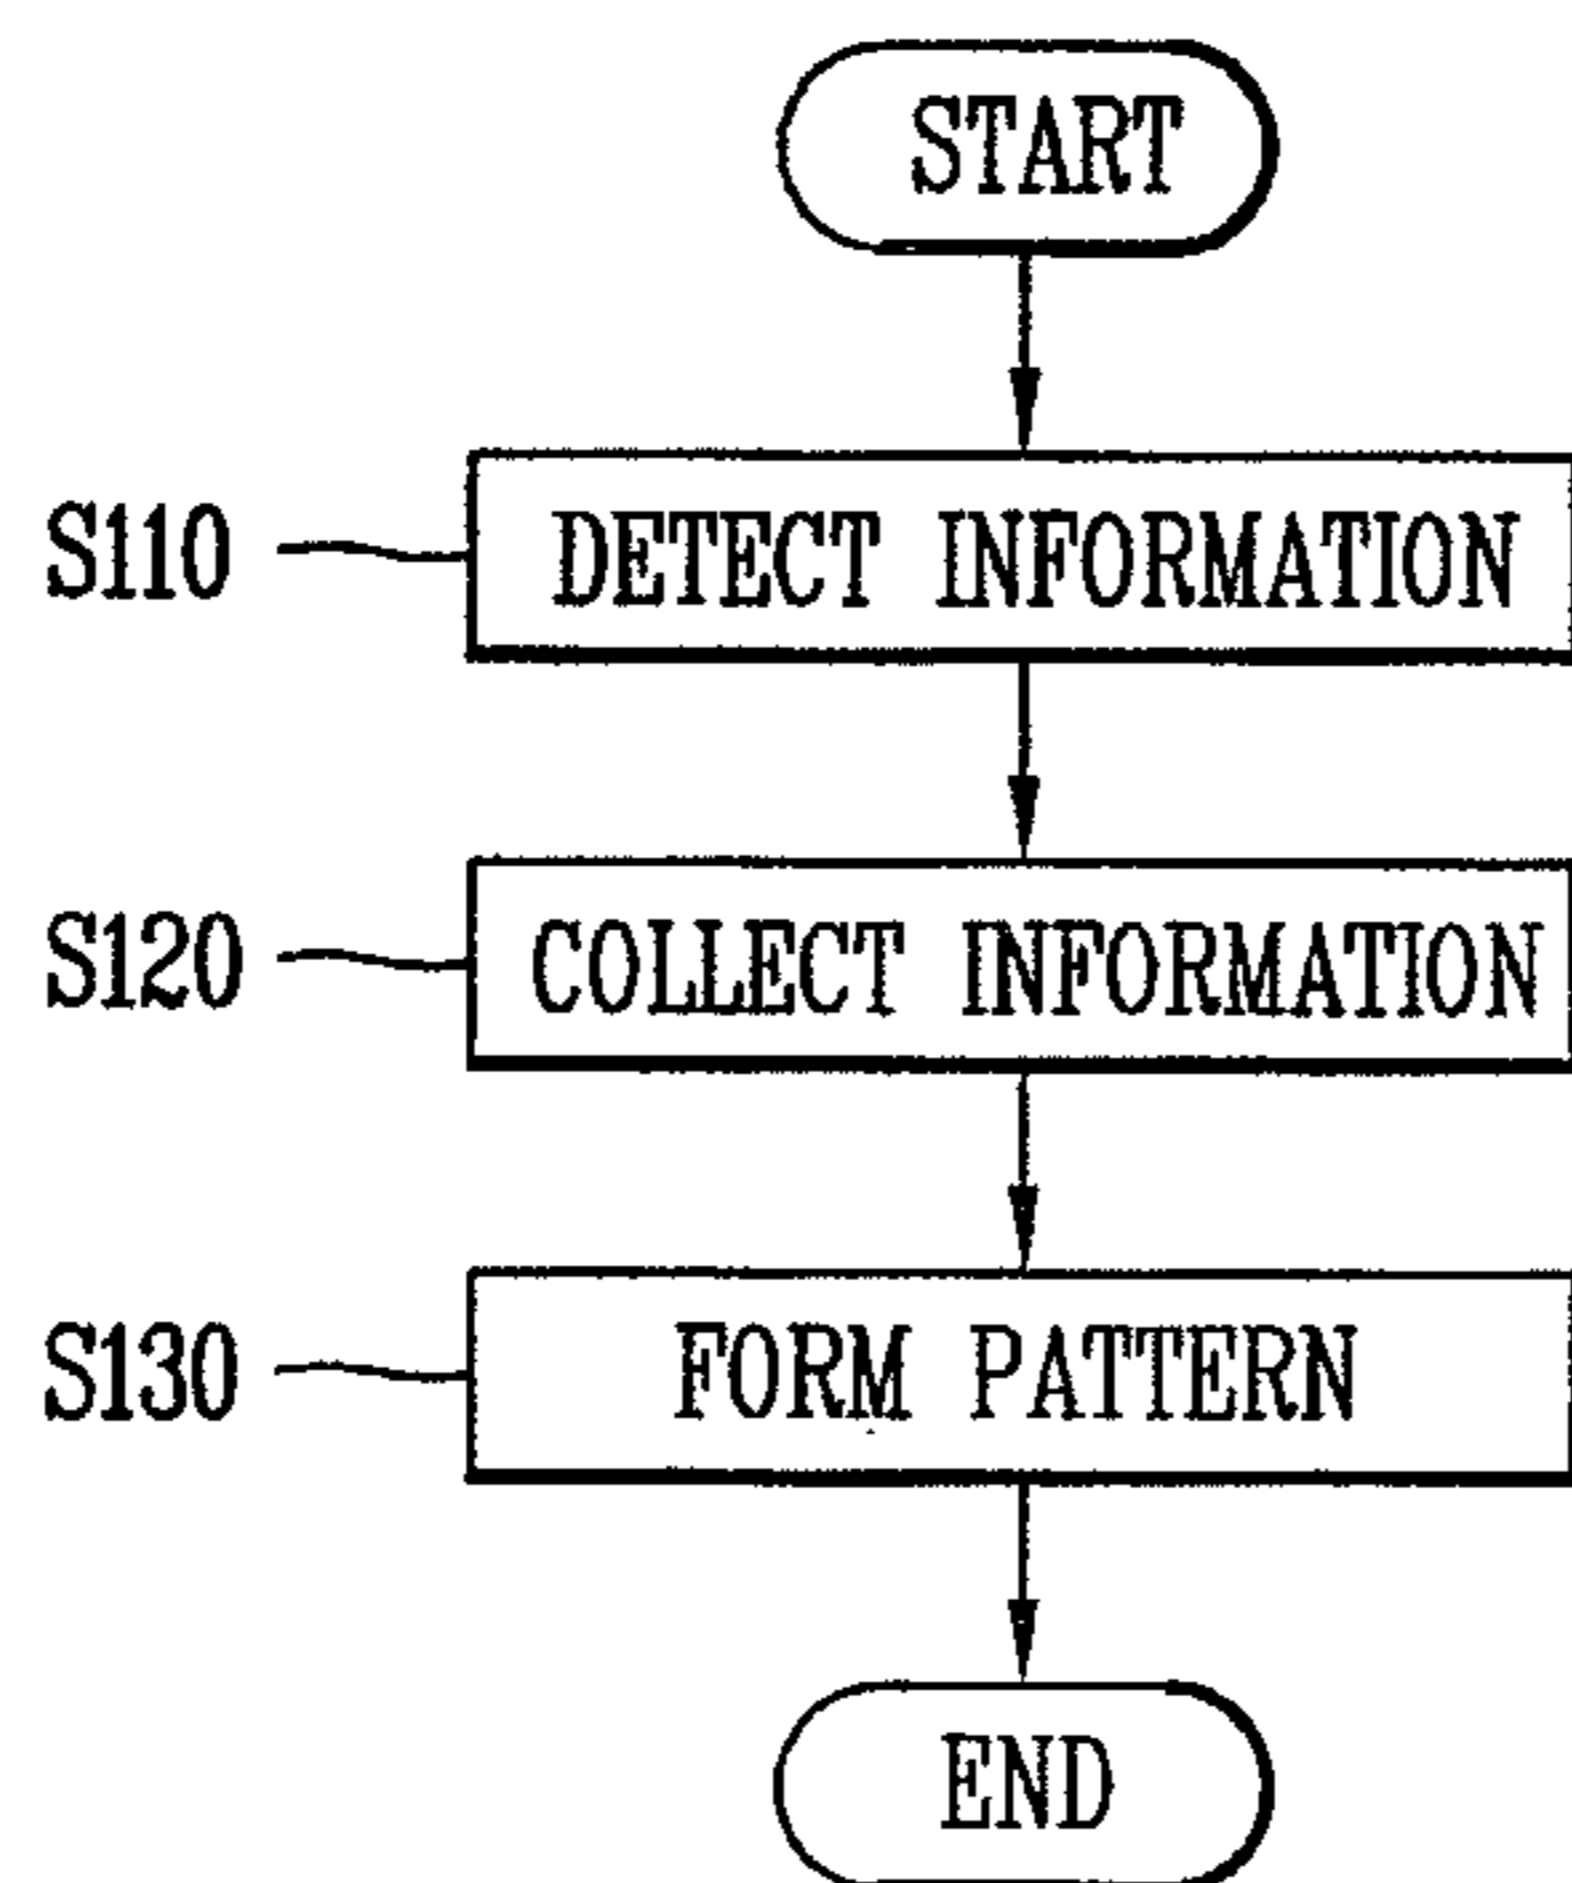 START
S110 DETECT INFORMATION
S120 COLLECT INFORMATION
S130 FORM PATTERN
END